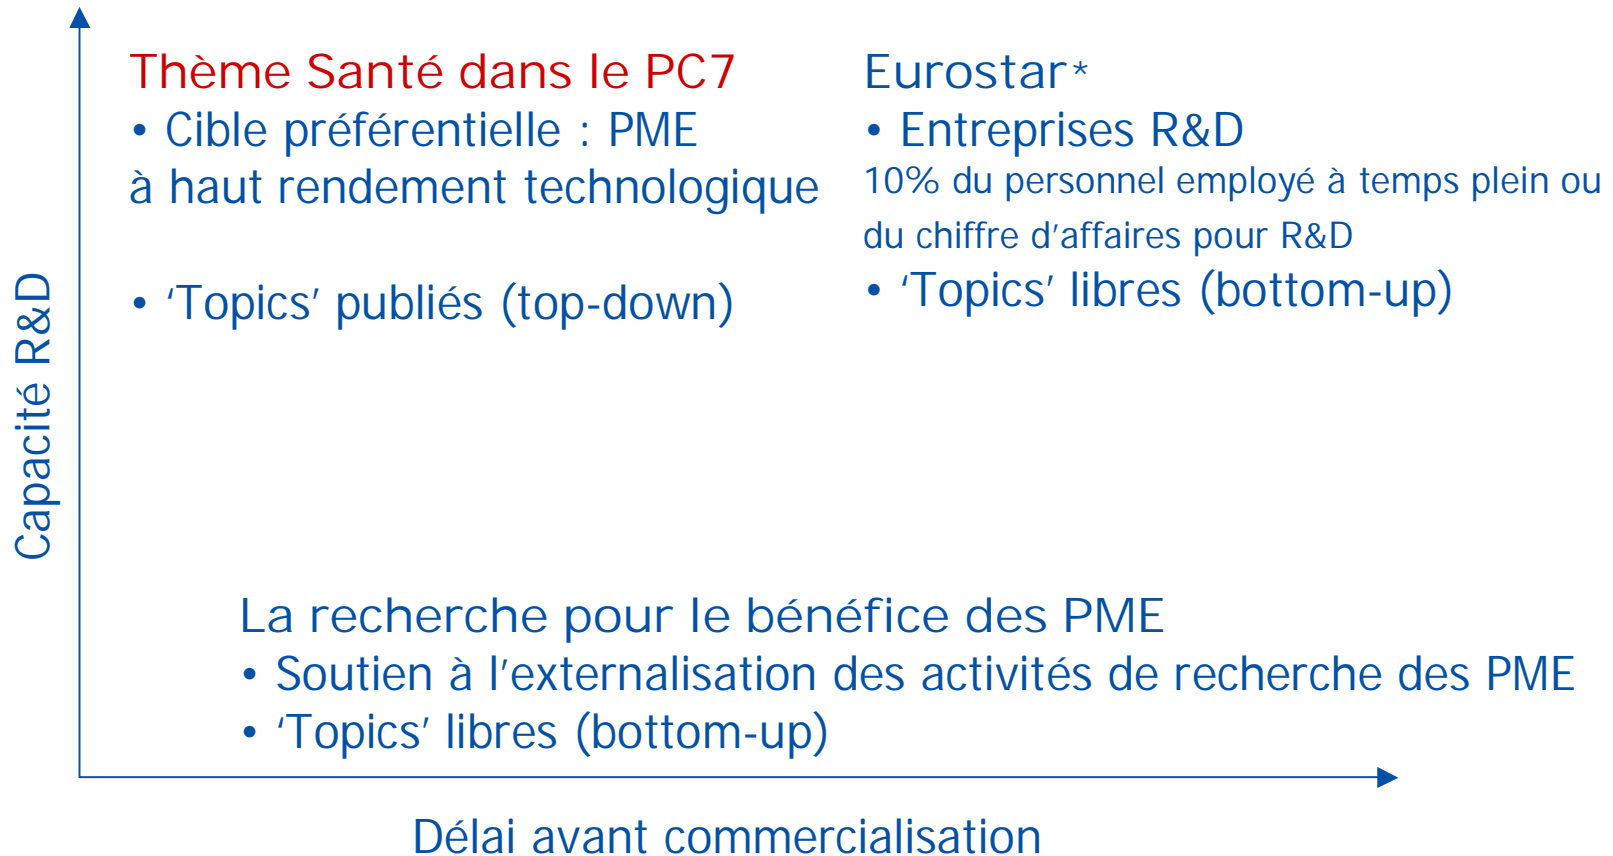 Thème Santé dans le PC7
• Cible préférentielle : PME
à haut rendement technologique
• ‘Topics’ publiés (top-down)
Eurostar*
• Entreprises R&D
10% du personnel employé à temps plein ou
du chiffre d’affaires pour R&D
• ‘Topics’ libres (bottom-up)
Capacité R&D
La recherche pour le bénéfice des PME
• Soutien à l’externalisation des activités de recherche des PME
• ‘Topics’ libres (bottom-up)
Délai avant commercialisation